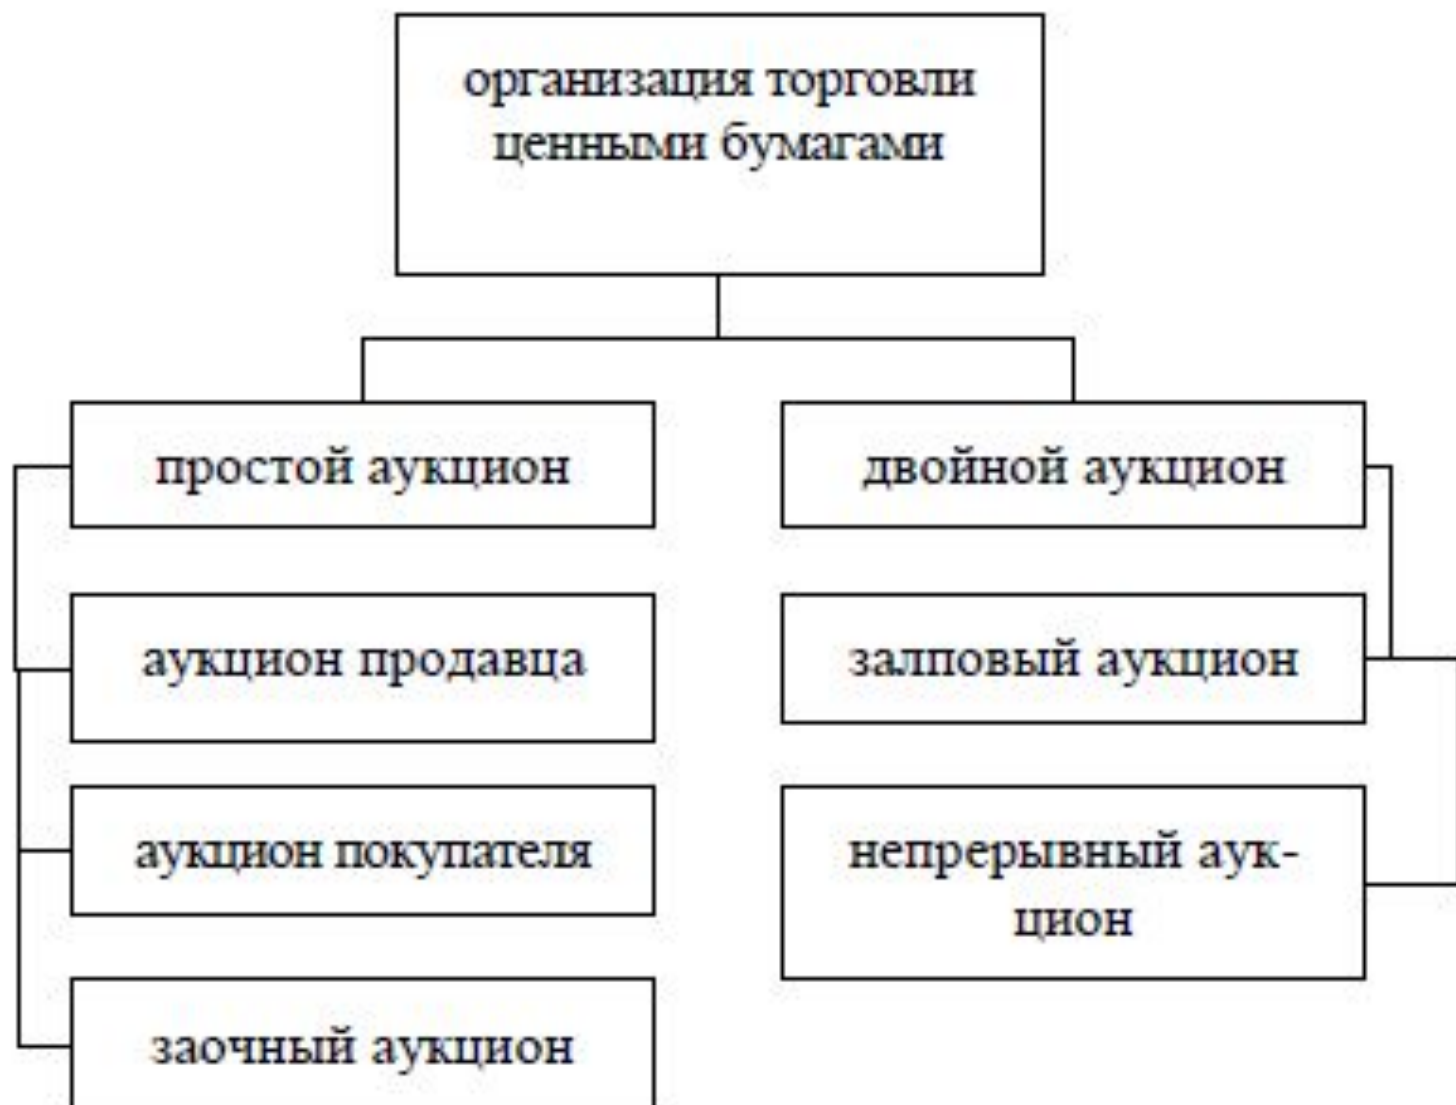 организация торговли
ценными бумагами
простой аукцион
двойной аукцион
аукцион продавца
залповый аукцион
аукцион покупателя
непрерывный аук-
цион
заочный аукцион